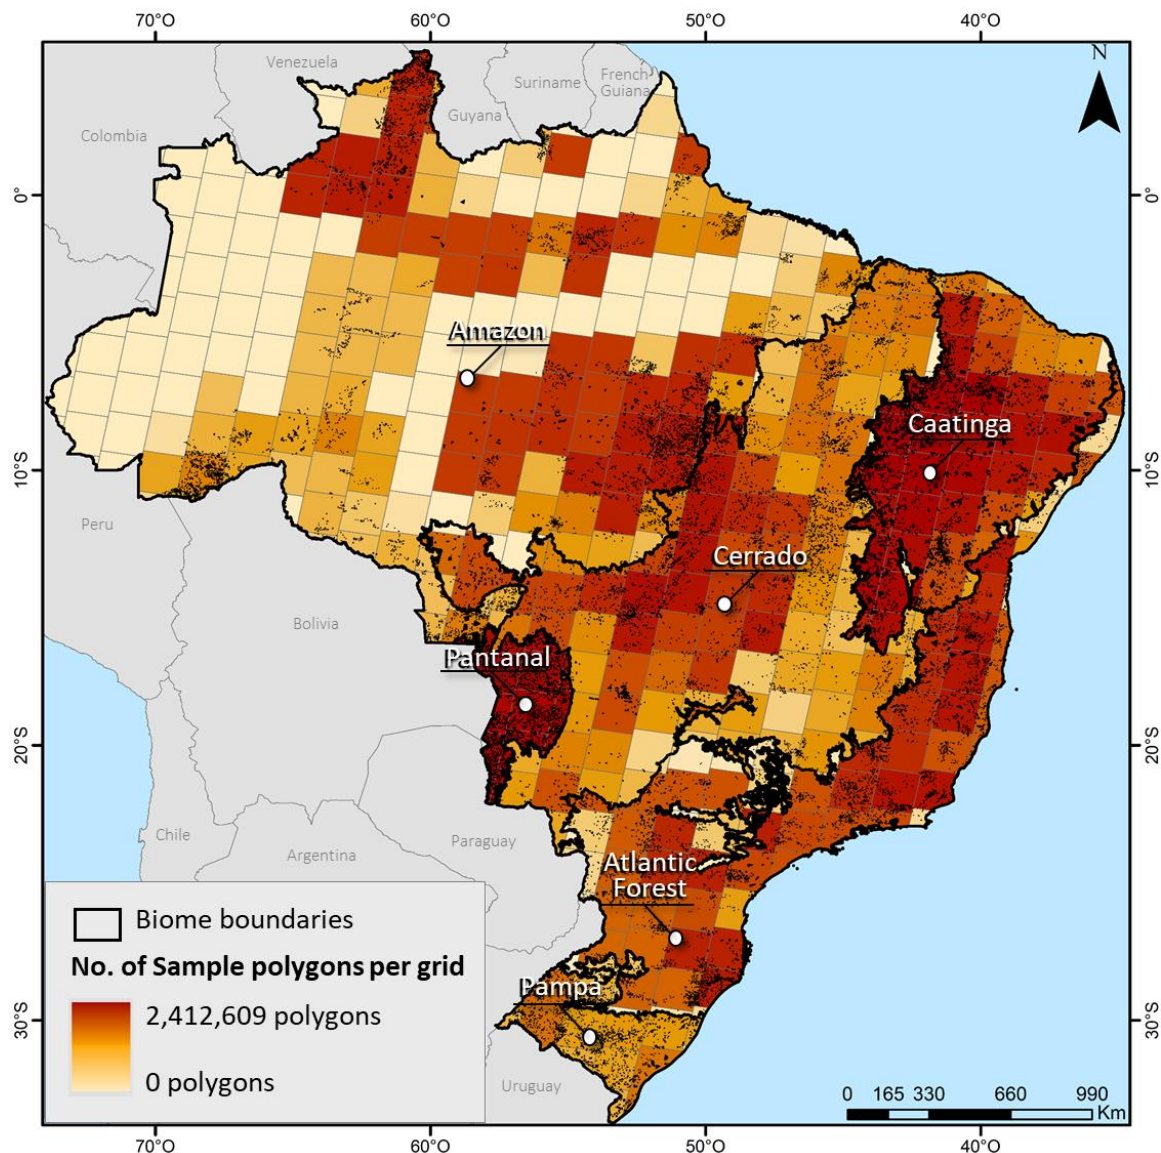 70°O 60°O 50°O 40°O
N
Venezuela
Suriname
French
Guiana
Guyana
Colombia
0° 0°
Amazon
Caatinga
10°S 10°S
Peru
Cerrado
Bolivia
Pantanal
20°S 20°S
Chile
Paraguay
Argentina
Atlantic
Forest
Biome boundaries
No. of Sample polygons per grid
2,412,609 polygons
0 polygons
Pampa
30°S 30°S
Uruguay
0 165 330 660 990
Km
70°O 60°O 50°O 40°O